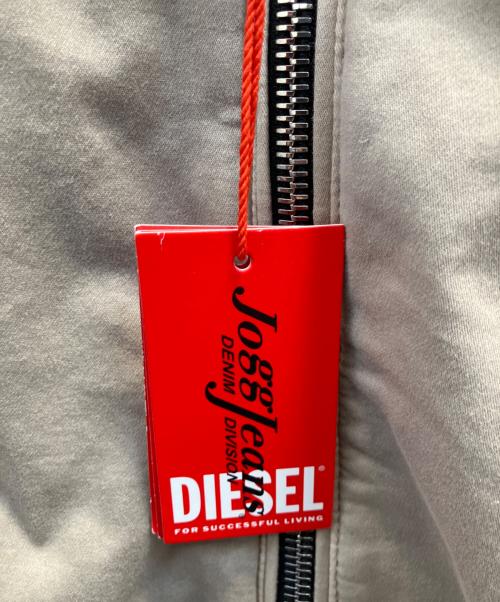 JoggJeans
DENIM DIVISION
DIESEL®
FOR SUCCESSFUL LIVING